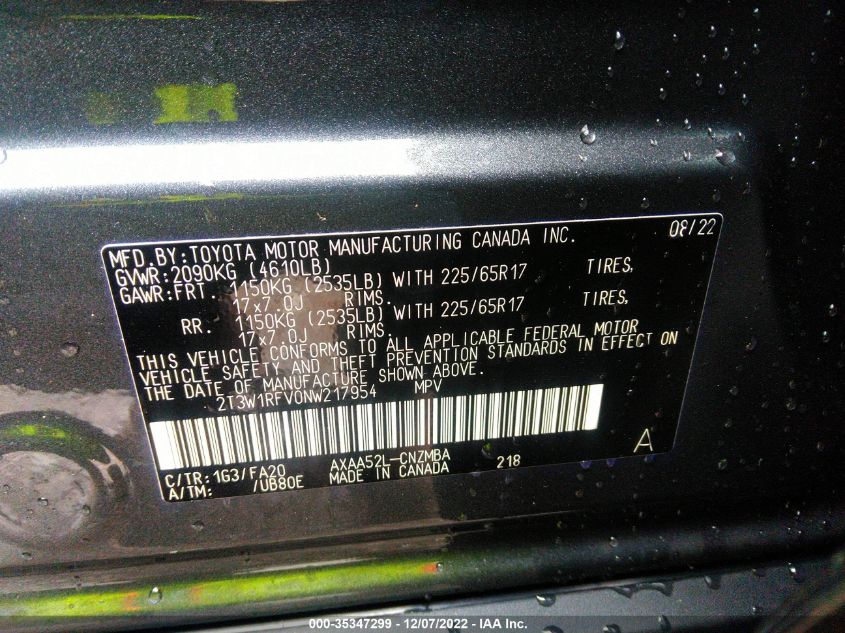 MFD. BY: TOYOTA MOTOR MANUFACTURING CANADA INC. 08/22
GVWR: 2090KG (4610LB)
GAWR: FRT. 1150KG (2535LB) WITH 225/65R17 TIRES,
17x7.0J RIMS.
RR. 1150KG (2535LB) WITH 225/65R17 TIRES,
17x7.0J RIMS.
THIS VEHICLE CONFORMS TO ALL APPLICABLE FEDERAL MOTOR
VEHICLE SAFETY AND THEFT PREVENTION STANDARDS IN EFFECT ON
THE DATE OF MANUFACTURE SHOWN ABOVE.
2T3W1RFV0NW217954 MPV
A
C/TR: 1G3/FA20 AXAA52L-CNZMBA 218
A/TM: /UB80E MADE IN CANADA
000-35347299 - 12/07/2022 - IAA Inc.